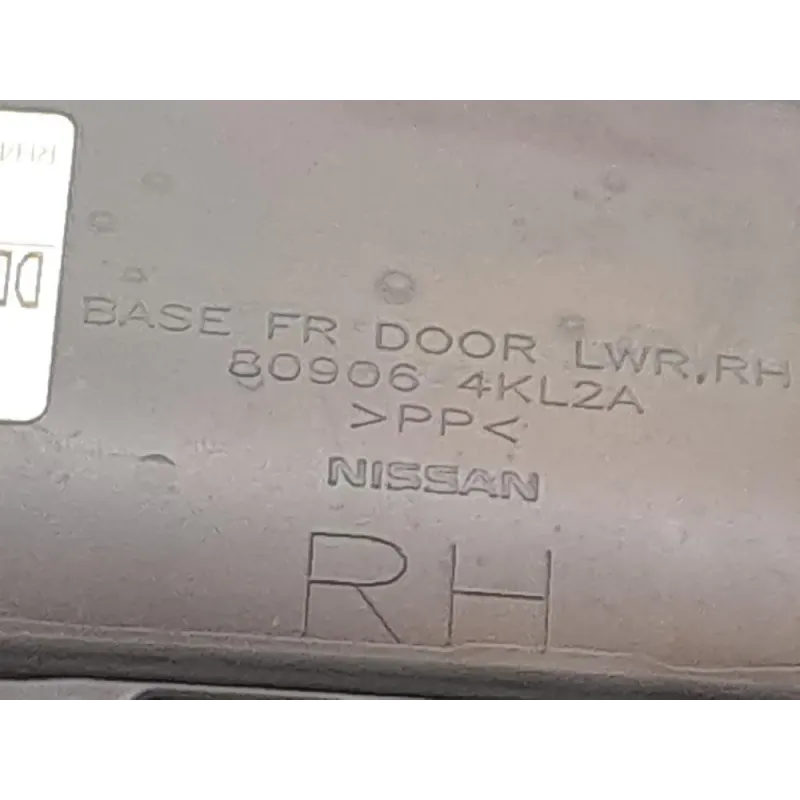 BASE FR DOOR LWR,RH
80906 4KL2A
>PP<
NISSAN
RH